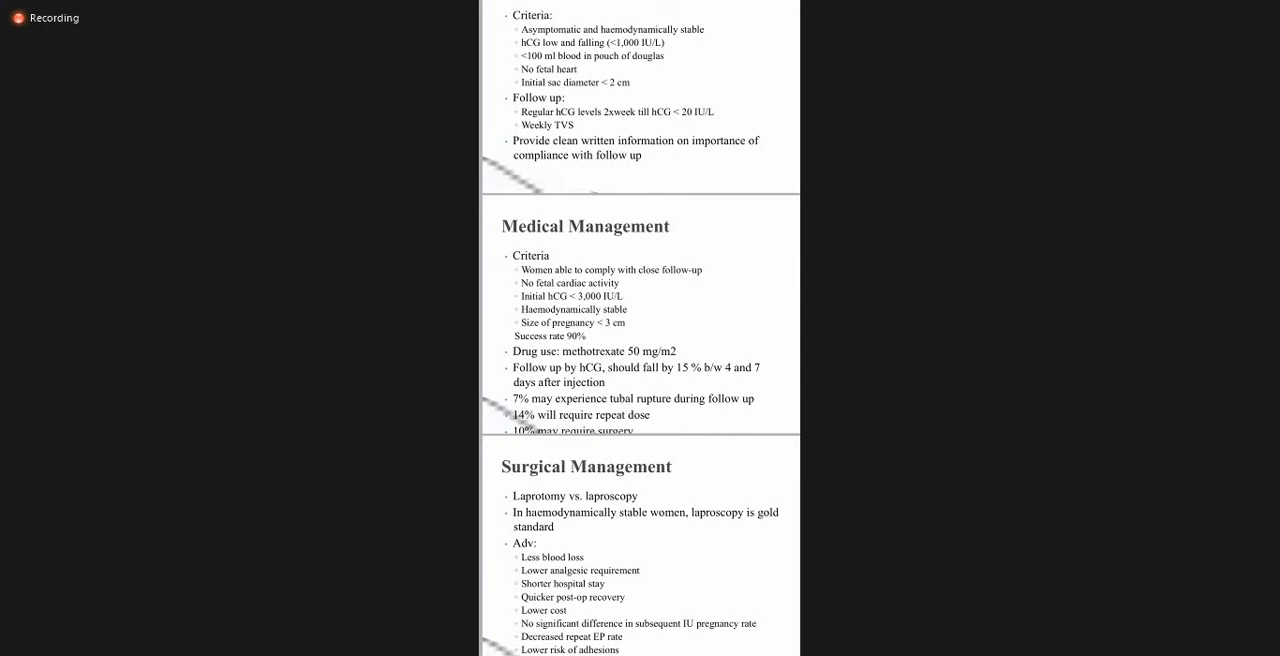 Recording
Criteria:
Asymptomatic and haemodynamically stable
hCG low and falling (<1,000 IU/L)
<100 ml blood in pouch of douglas
No fetal heart
Initial sac diameter < 2 cm
Follow up:
Regular hCG levels 2xweek till hCG < 20 IU/L
Weekly TVS
Provide clean written information on importance of
compliance with follow up
Medical Management
Criteria
Women able to comply with close follow-up
No fetal cardiac activity
Initial hCG < 3,000 IU/L
Haemodynamically stable
Size of pregnancy < 3 cm
Success rate 90%
Drug use: methotrexate 50 mg/m2
Follow up by hCG, should fall by 15 % b/w 4 and 7
days after injection
7% may experience tubal rupture during follow up
14% will require repeat dose
10% may require surgery
Surgical Management
Laprotomy vs. laproscopy
In haemodynamically stable women, laproscopy is gold
standard
Adv:
Less blood loss
Lower analgesic requirement
Shorter hospital stay
Quicker post-op recovery
Lower cost
No significant difference in subsequent IU pregnancy rate
Decreased repeat EP rate
Lower risk of adhesions